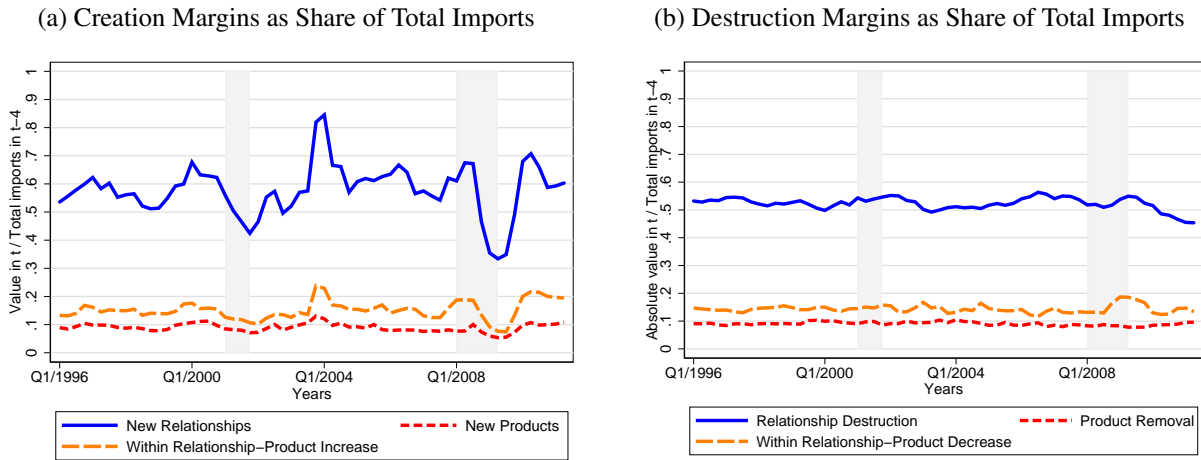 (a) Creation Margins as Share of Total Imports
Value in t / Total imports in t−4
1
.9
.8
.7
.6
.5
.4
.3
.2
.1
0
Q1/1996
Q1/2000
Q1/2004
Q1/2008
Years
New Relationships
New Products
Within Relationship−Product Increase
(b) Destruction Margins as Share of Total Imports
Absolute value in t / Total imports in t−4
1
.9
.8
.7
.6
.5
.4
.3
.2
.1
0
Q1/1996
Q1/2000
Q1/2004
Q1/2008
Years
Relationship Destruction
Product Removal
Within Relationship−Product Decrease